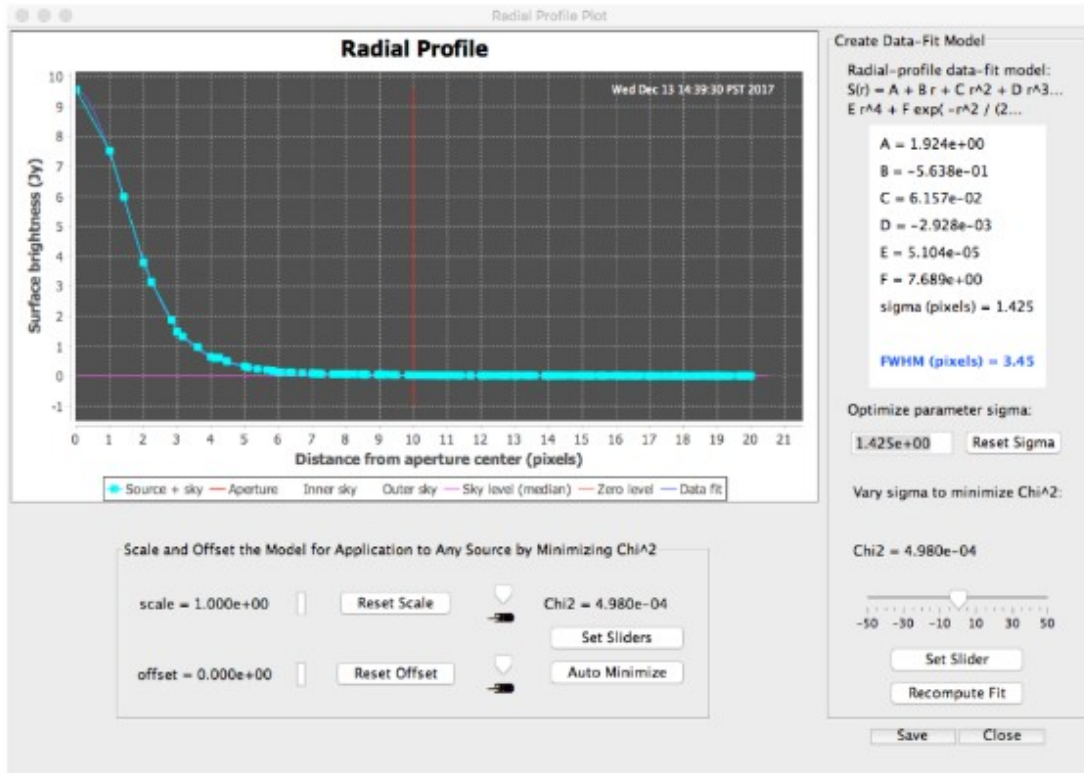 Radial Profile Plot
Radial Profile
Wed Dec 13 14:39:30 PST 2017
10
9
8
7
6
5
4
3
2
1
0
-1
Surface brightness (Jy)
0 1 2 3 4 5 6 7 8 9 10 11 12 13 14 15 16 17 18 19 20 21
Distance from aperture center (pixels)
Source + sky Aperture Inner sky Outer sky Sky level (median) Zero level Data fit
Create Data-Fit Model
Radial-profile data-fit model:
S(r) = A + B r + C r^2 + D r^3...
E r^4 + F exp( -r^2 / (2...
A = 1.924e+00
B = -5.638e-01
C = 6.157e-02
D = -2.928e-03
E = 5.104e-05
F = 7.689e+00
sigma (pixels) = 1.425
FWHM (pixels) = 3.45
Optimize parameter sigma:
1.425e+00 Reset Sigma
Vary sigma to minimize Chi^2:
Chi2 = 4.980e-04
-50 -30 -10 10 30 50
Set Slider
Recompute Fit
Scale and Offset the Model for Application to Any Source by Minimizing Chi^2
scale = 1.000e+00 Reset Scale Chi2 = 4.980e-04
Set Sliders
offset = 0.000e+00 Reset Offset Auto Minimize
Save Close